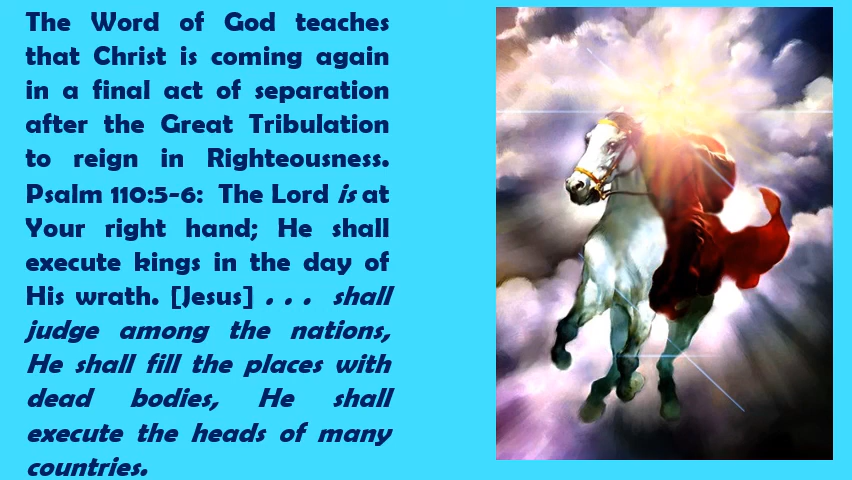 The Word of God teaches
that Christ is coming again
in a final act of separation
after the Great Tribulation
to reign in Righteousness.
Psalm 110:5-6: The Lord is at
Your right hand; He shall
execute kings in the day of
His wrath. [Jesus] . . . shall
judge among the nations,
He shall fill the places with
dead bodies, He shall
execute the heads of many
countries.